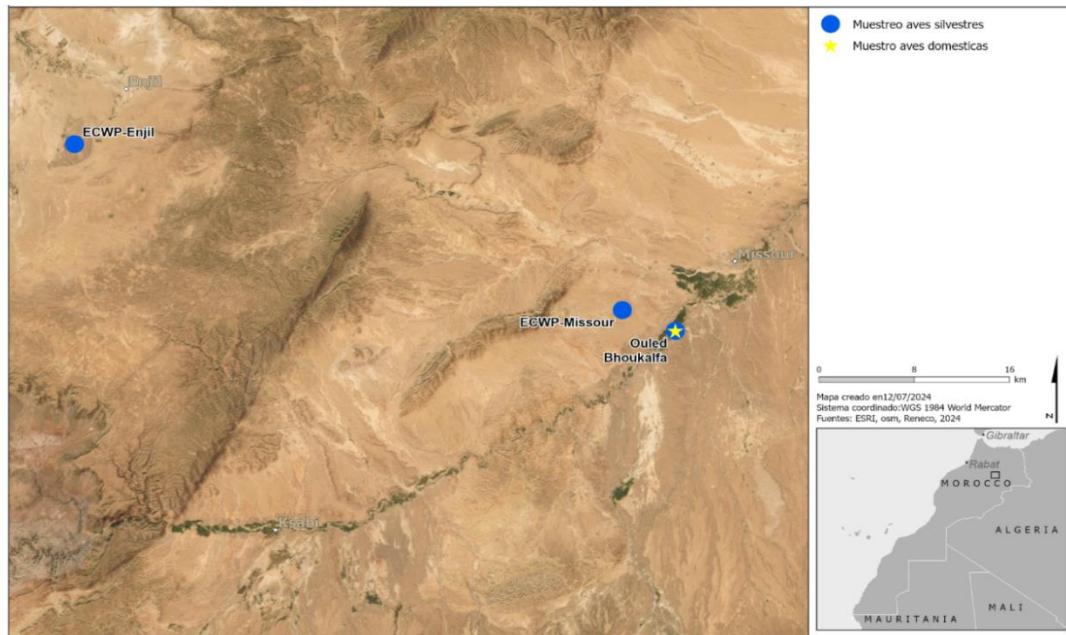 Enjil
ECWP-Enjil
Missour
ECWP-Missour
Ouled
Bhoukalfa
Ksabi
Muestreo aves silvestres
Muestro aves domesticas
0 8 16
km
Mapa creado en12/07/2024
Sistema coordinado:WGS 1984 World Mercator
Fuentes: ESRI, osm, Reneco, 2024
N
Gibraltar
Rabat
MOROCCO
ALGERIA
MALI
MAURITANIA